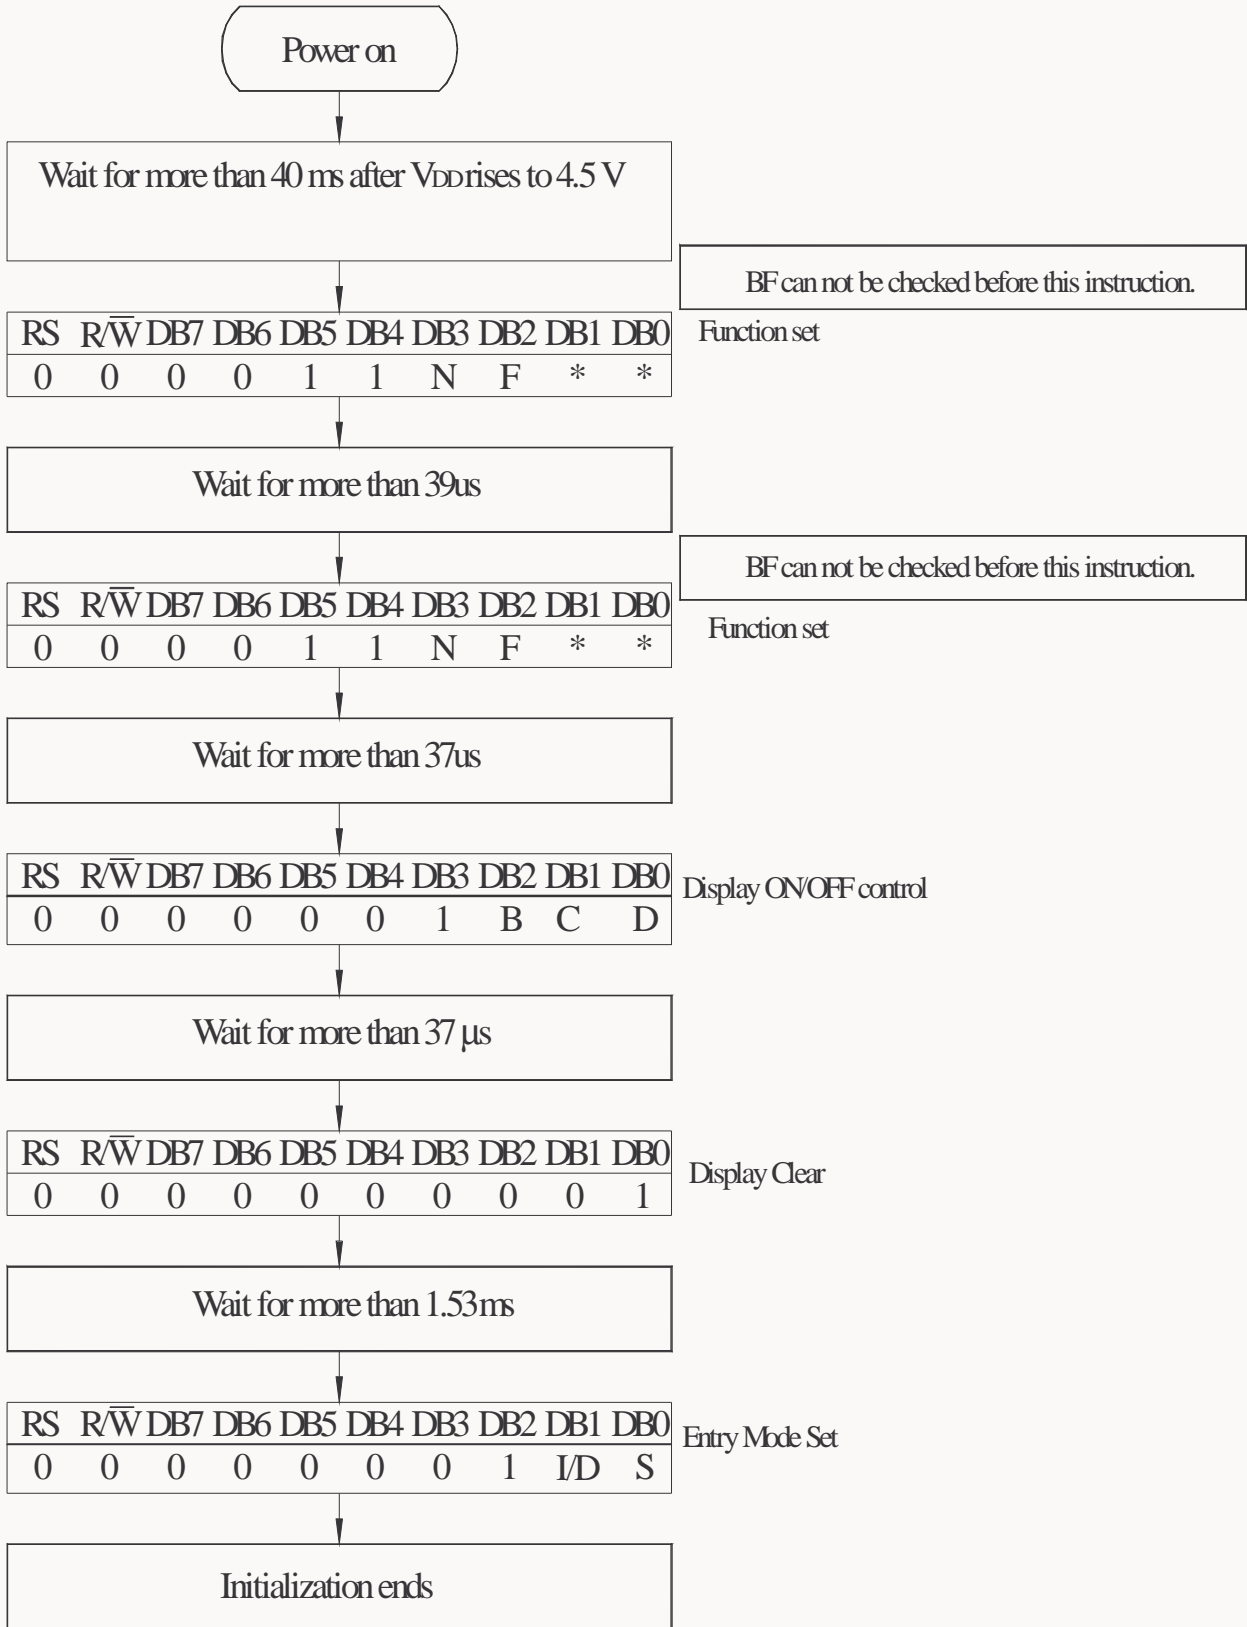 Power on
Wait for more than 40 ms after VDD rises to 4.5 V
BF can not be checked before this instruction.
RS R/W̅ DB7 DB6 DB5 DB4 DB3 DB2 DB1 DB0
Function set
0 0 0 0 1 1 N F * *
Wait for more than 39us
BF can not be checked before this instruction.
RS R/W̅ DB7 DB6 DB5 DB4 DB3 DB2 DB1 DB0
Function set
0 0 0 0 1 1 N F * *
Wait for more than 37us
RS R/W̅ DB7 DB6 DB5 DB4 DB3 DB2 DB1 DB0
Display ON/OFF control
0 0 0 0 0 0 1 B C D
Wait for more than 37 μs
RS R/W̅ DB7 DB6 DB5 DB4 DB3 DB2 DB1 DB0
Display Clear
0 0 0 0 0 0 0 0 0 1
Wait for more than 1.53ms
RS R/W̅ DB7 DB6 DB5 DB4 DB3 DB2 DB1 DB0
Entry Mode Set
0 0 0 0 0 0 0 1 I/D S
Initialization ends